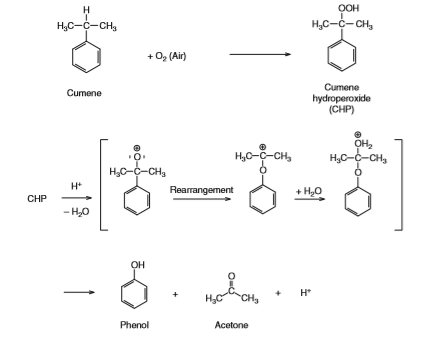 H OOH
H₃C–C–CH₃ H₃C–C–CH₃
+ O₂ (Air)
Cumene Cumene
hydroperoxide
(CHP)
⊕ ⊕ ⊕
O OH₂
H₃C–C–CH₃ H₃C–C–CH₃ H₃C–C–CH₃
O O
CHP H⁺ Rearrangement + H₂O
– H₂O
OH O
+ H₃C CH₃ + H⁺
Phenol Acetone